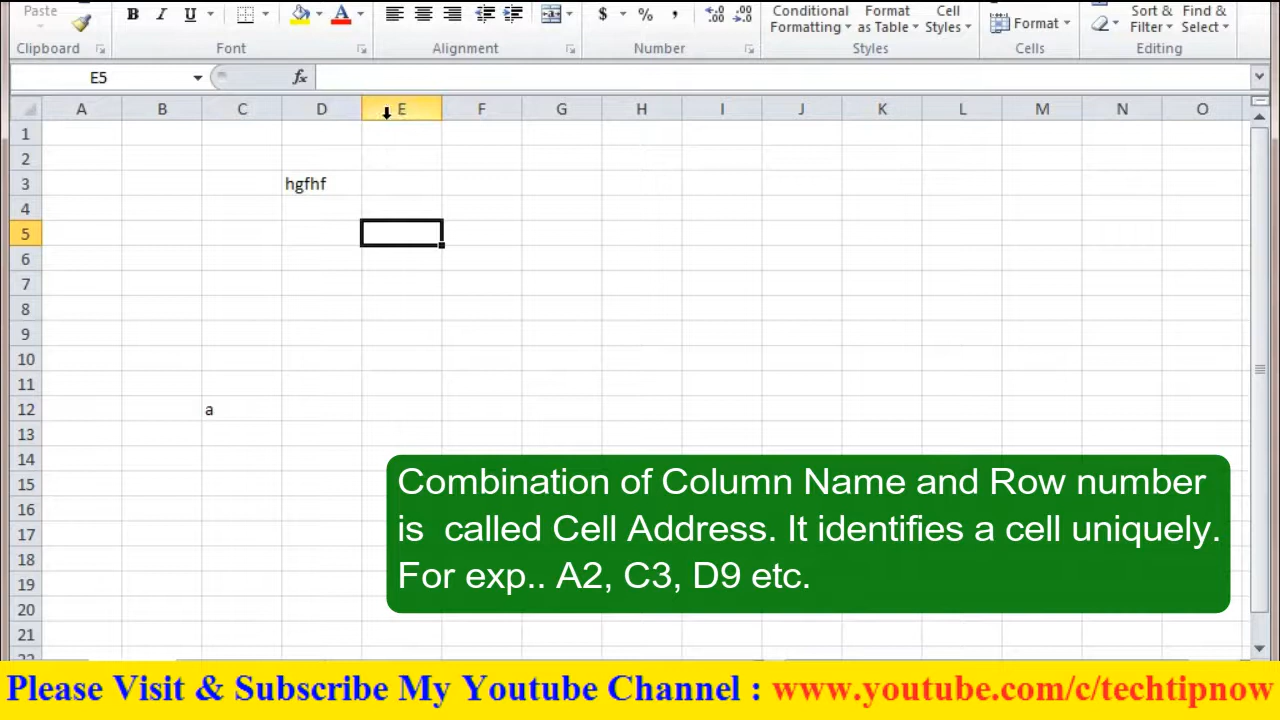 Paste
B I U A $ % , .00 .00
Conditional Formatting
Format as Table
Cell Styles
Format
Sort & Filter
Find & Select
Clipboard Font Alignment Number Styles Cells Editing
E5 fx
A B C D E F G H I J K L M N O
1
2
3 hgfhf
4
5
6
7
8
9
10
11
12 a
13
14
15
16
17
18
19
20
21
Combination of Column Name and Row number
is called Cell Address. It identifies a cell uniquely.
For exp.. A2, C3, D9 etc.
Please Visit & Subscribe My Youtube Channel : www.youtube.com/c/techtipnow